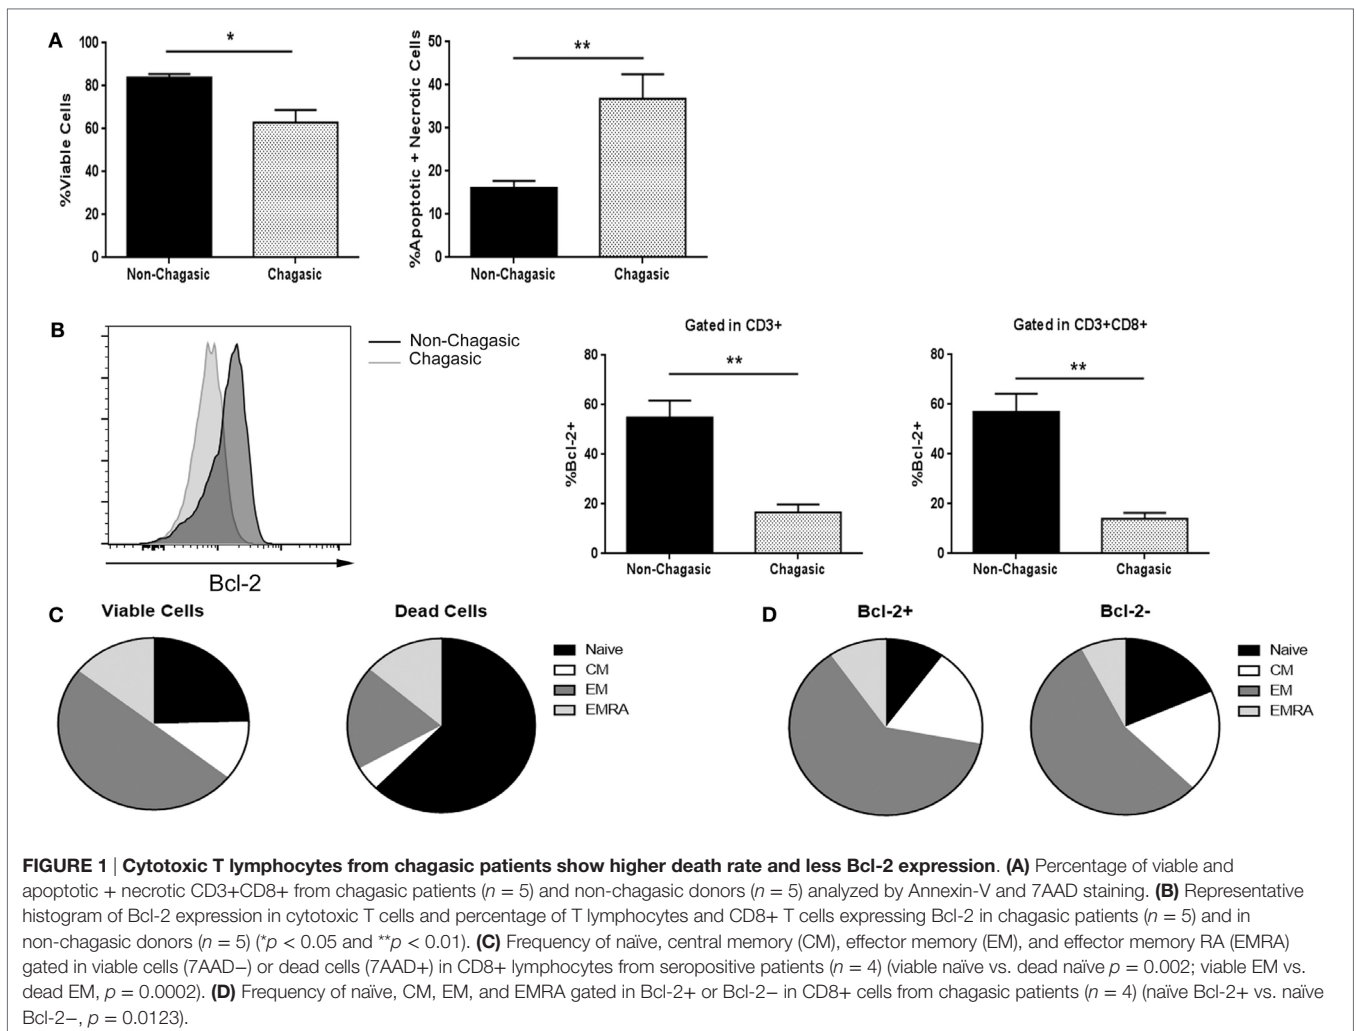 A
%Viable Cells
100
80
60
40
20
0
*
Non-Chagasic
Chagasic
%Apoptotic + Necrotic Cells
50
40
30
20
10
0
**
Non-Chagasic
Chagasic
B
Non-Chagasic
Chagasic
Bcl-2
Gated in CD3+
%Bcl-2+
80
60
40
20
0
**
Non-Chagasic
Chagasic
Gated in CD3+CD8+
%Bcl-2+
80
60
40
20
0
**
Non-Chagasic
Chagasic
C
Viable Cells
Dead Cells
Naive
CM
EM
EMRA
D
Bcl-2+
Bcl-2-
Naive
CM
EM
EMRA
FIGURE 1 | Cytotoxic T lymphocytes from chagasic patients show higher death rate and less Bcl-2 expression. (A) Percentage of viable and
apoptotic + necrotic CD3+CD8+ from chagasic patients (n = 5) and non-chagasic donors (n = 5) analyzed by Annexin-V and 7AAD staining. (B) Representative
histogram of Bcl-2 expression in cytotoxic T cells and percentage of T lymphocytes and CD8+ T cells expressing Bcl-2 in chagasic patients (n = 5) and in
non-chagasic donors (n = 5) (*p < 0.05 and **p < 0.01). (C) Frequency of naïve, central memory (CM), effector memory (EM), and effector memory RA (EMRA)
gated in viable cells (7AAD−) or dead cells (7AAD+) in CD8+ lymphocytes from seropositive patients (n = 4) (viable naïve vs. dead naïve p = 0.002; viable EM vs.
dead EM, p = 0.0002). (D) Frequency of naïve, CM, EM, and EMRA gated in Bcl-2+ or Bcl-2− in CD8+ cells from chagasic patients (n = 4) (naïve Bcl-2+ vs. naïve
Bcl-2−, p = 0.0123).